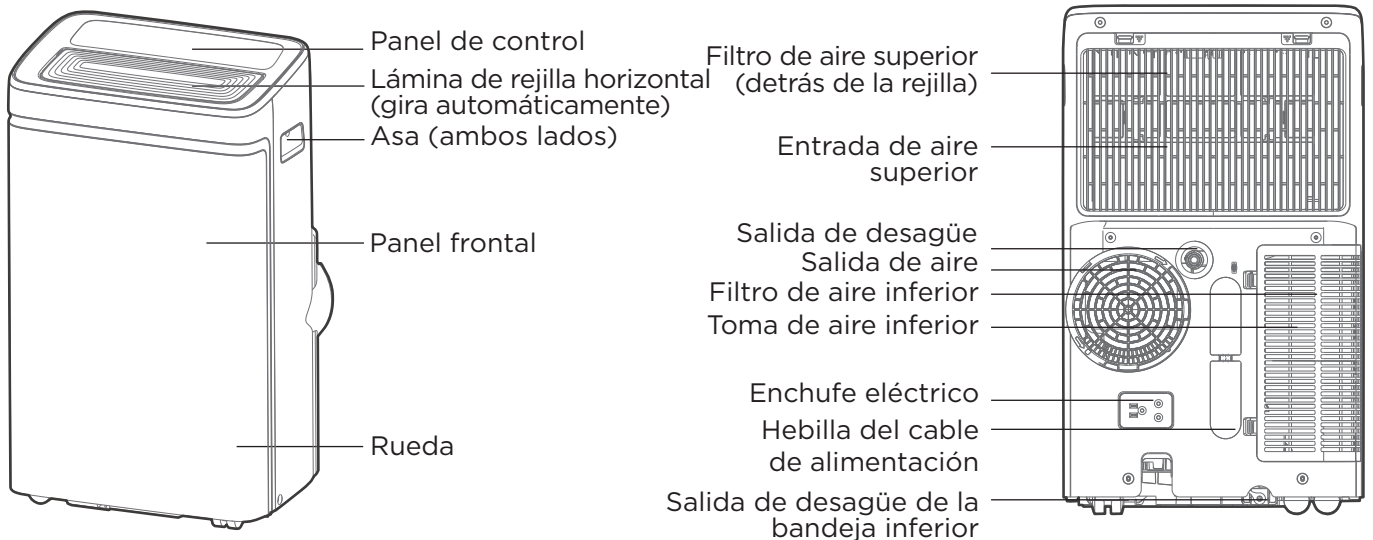 Panel de control
Lámina de rejilla horizontal
(gira automáticamente)
Asa (ambos lados)
Panel frontal
Rueda
Filtro de aire superior
(detrás de la rejilla)
Entrada de aire
superior
Salida de desagüe
Salida de aire
Filtro de aire inferior
Toma de aire inferior
Enchufe eléctrico
Hebilla del cable
de alimentación
Salida de desagüe de la
bandeja inferior